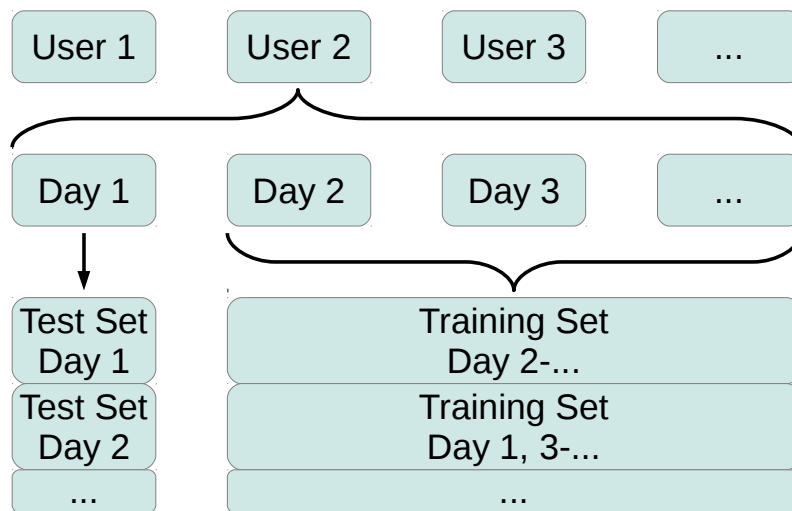 User 1
User 2
User 3
...
Day 1
Day 2
Day 3
...
Test Set
Day 1
Training Set
Day 2-...
Test Set
Day 2
Training Set
Day 1, 3-...
...
...